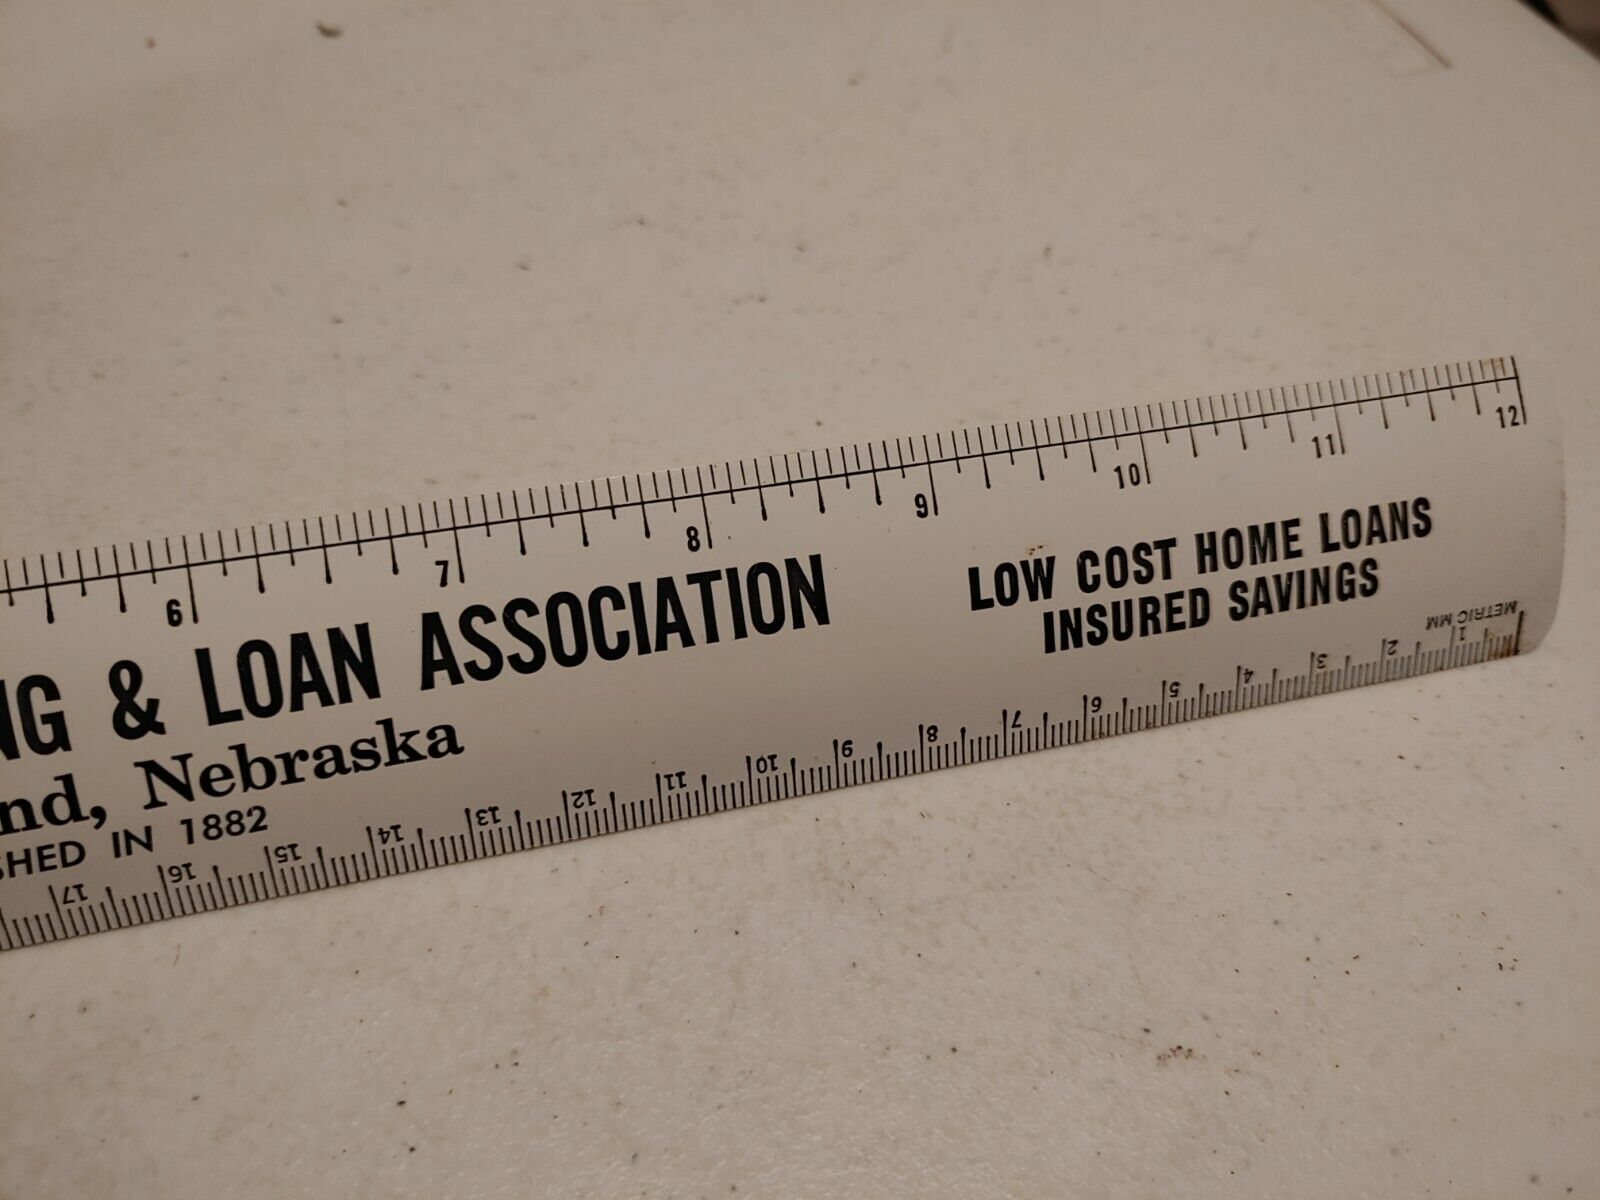 6 7 8 9 10 11 12
NG & LOAN ASSOCIATION
nd, Nebraska
SHED IN 1882
LOW COST HOME LOANS
INSURED SAVINGS
METRIC MM
1 2 3 4 5 6 7 8 9 10 11 12 13 14 15 16 17